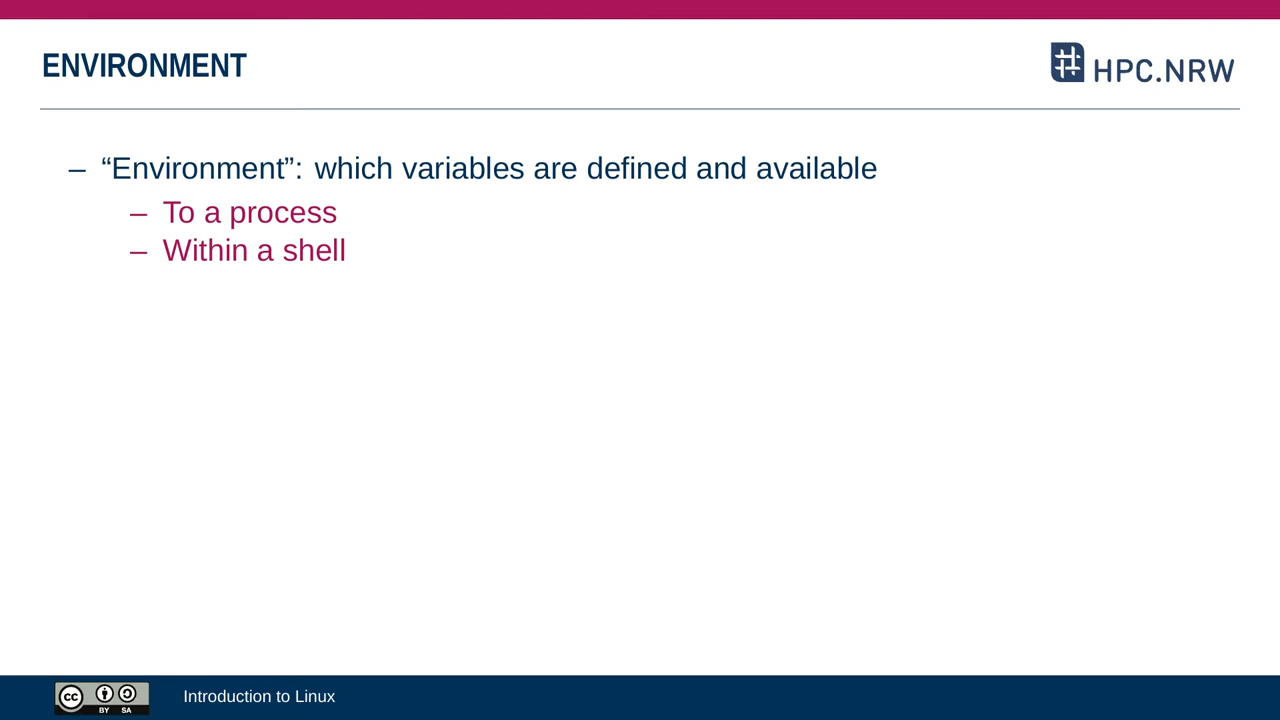 ENVIRONMENT
HPC.NRW
– “Environment”: which variables are defined and available
– To a process
– Within a shell
cc BY SA
Introduction to Linux